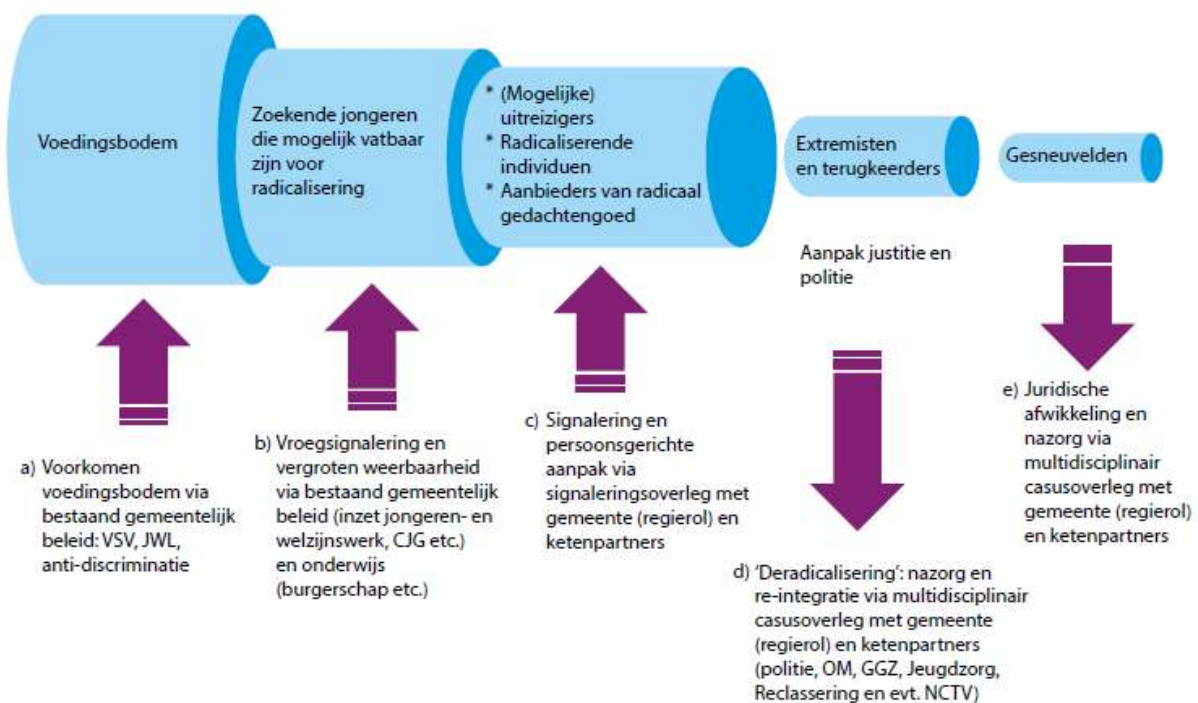 Voedingsbodem
Zoekende jongeren
die mogelijk vatbaar
zijn voor
radicalisering
* (Mogelijke)
uitreizigers
* Radicaliserende
individuen
* Aanbieders van radicaal
gedachtengoed
Extremisten
en terugkeerders
Gesneuvelden
Aanpak justitie en
politie
a) Voorkomen
voedingsbodem via
bestaand gemeentelijk
beleid: VSV, JWL,
anti-discriminatie
b) Vroegsignalering en
vergroten weerbaarheid
via bestaand gemeentelijk
beleid (inzet jongeren- en
welzijnswerk, CJG etc.)
en onderwijs
(burgerschap etc.)
c) Signalering en
persoonsgerichte
aanpak via
signaleringsoverleg met
gemeente (regierol) en
ketenpartners
d) 'Deradicalisering': nazorg en
re-integratie via multidisciplinair
casusoverleg met gemeente
(regierol) en ketenpartners
(politie, OM, GGZ, Jeugdzorg,
Reclassering en evt. NCTV)
e) Juridische
afwikkeling en
nazorg via
multidisciplinair
casusoverleg met
gemeente (regierol)
en ketenpartners